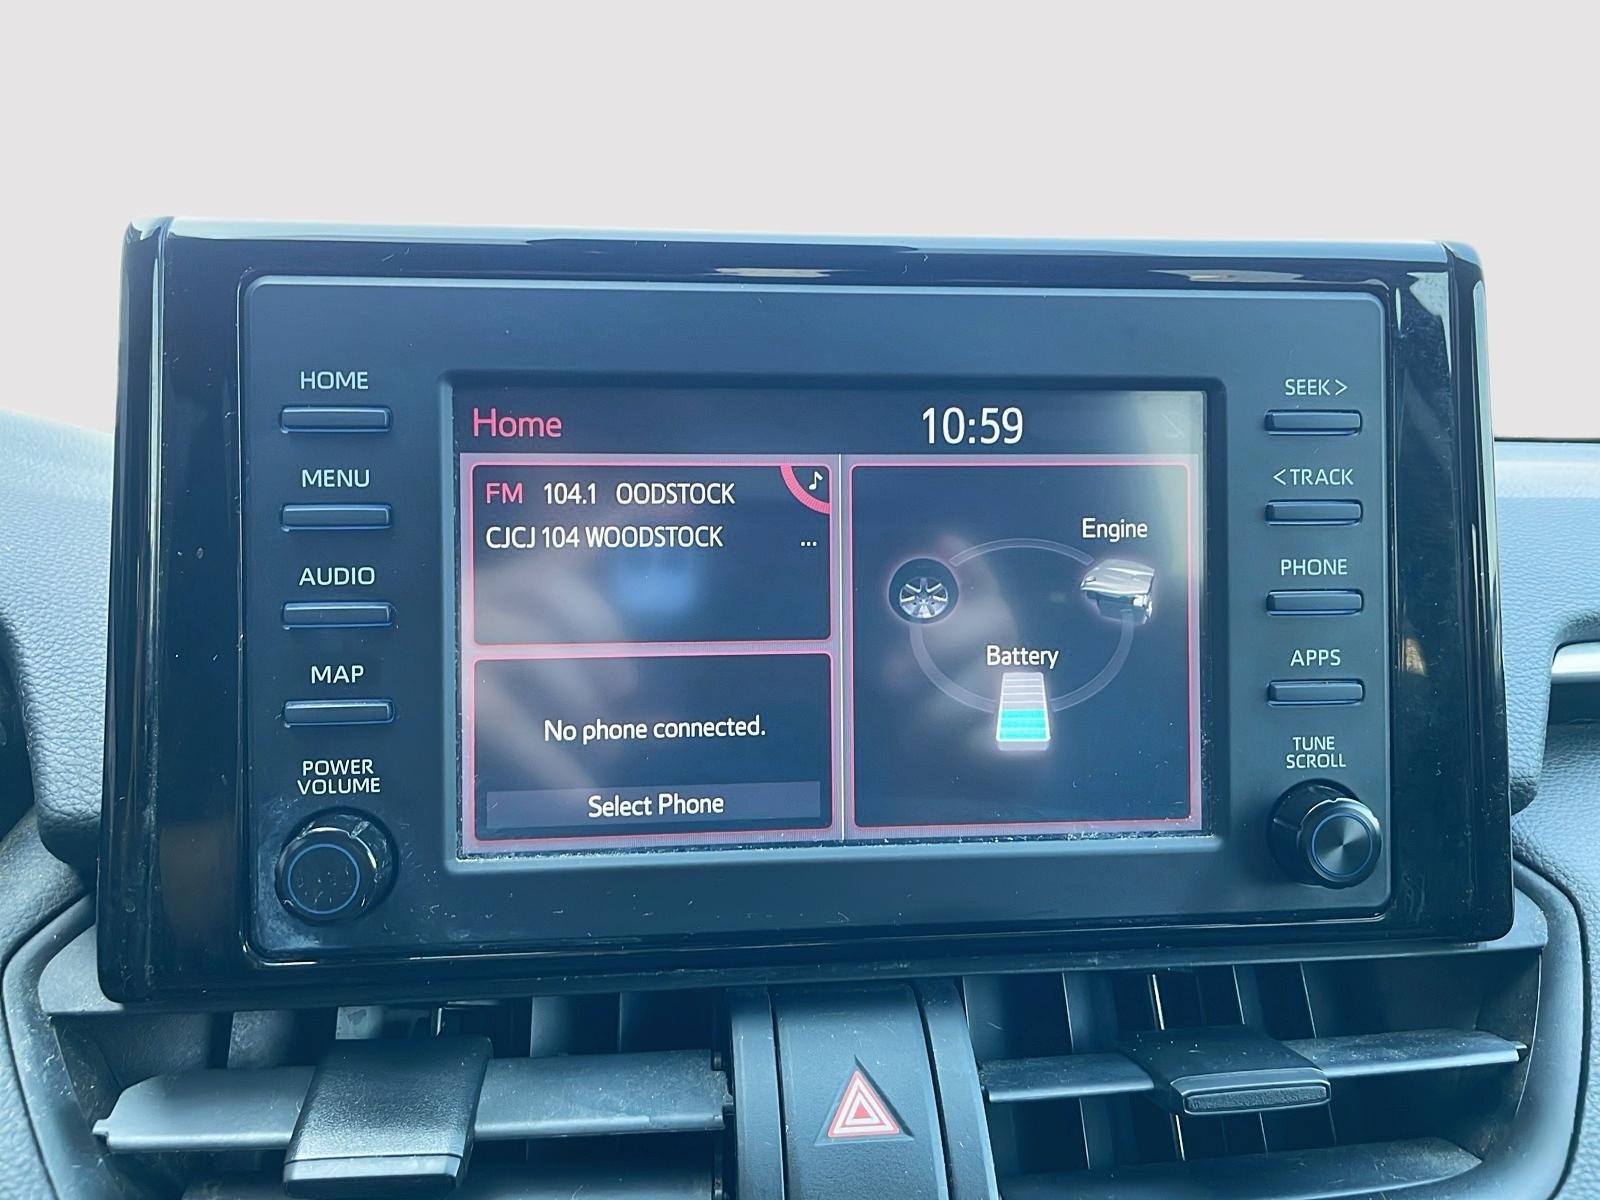 HOME
MENU
AUDIO
MAP
POWER
VOLUME
Home
10:59
FM 104.1 OODSTOCK
CJCJ 104 WOODSTOCK ...
No phone connected.
Select Phone
Engine
Battery
SEEK >
< TRACK
PHONE
APPS
TUNE
SCROLL